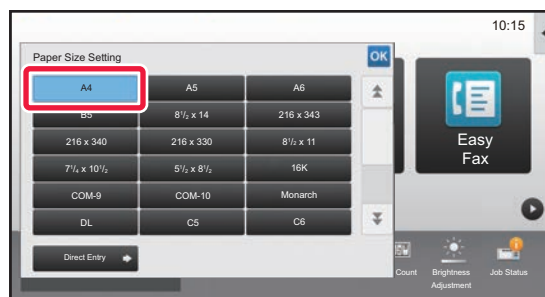 10:15
Paper Size Setting
OK
A4 A5 A6
B5 8½ x 14 216 x 343
216 x 340 216 x 330 8½ x 11
7¼ x 10½ 5½ x 8½ 16K
COM-9 COM-10 Monarch
DL C5 C6
Direct Entry
Easy
Fax
Count Brightness
Adjustment Job Status